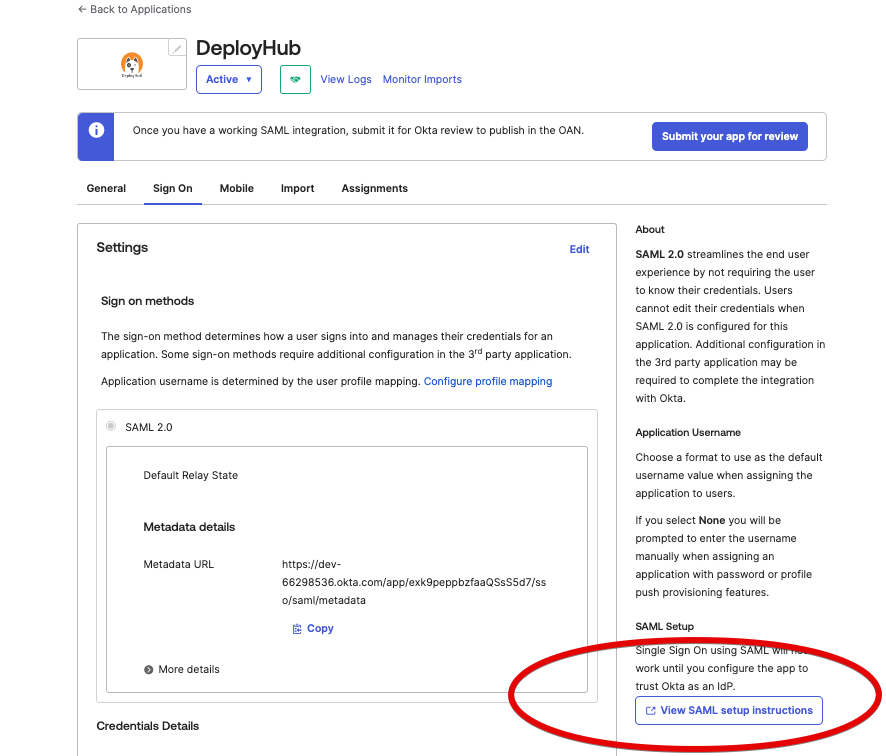 ← Back to Applications
DeployHub
DeployHub
Active ▼
View Logs
Monitor Imports
Once you have a working SAML integration, submit it for Okta review to publish in the OAN.
Submit your app for review
General
Sign On
Mobile
Import
Assignments
Settings
Edit
Sign on methods
The sign-on method determines how a user signs into and manages their credentials for an
application. Some sign-on methods require additional configuration in the 3rd party application.
Application username is determined by the user profile mapping. Configure profile mapping
SAML 2.0
Default Relay State
Metadata details
Metadata URL
https://dev-
66298536.okta.com/app/exk9peppbzfaaQSsS5d7/ss
o/saml/metadata
Copy
More details
Credentials Details
About
SAML 2.0 streamlines the end user
experience by not requiring the user
to know their credentials. Users
cannot edit their credentials when
SAML 2.0 is configured for this
application. Additional configuration in
the 3rd party application may be
required to complete the integration
with Okta.
Application Username
Choose a format to use as the default
username value when assigning the
application to users.
If you select None you will be
prompted to enter the username
manually when assigning an
application with password or profile
push provisioning features.
SAML Setup
Single Sign On using SAML will not
work until you configure the app to
trust Okta as an IdP.
View SAML setup instructions